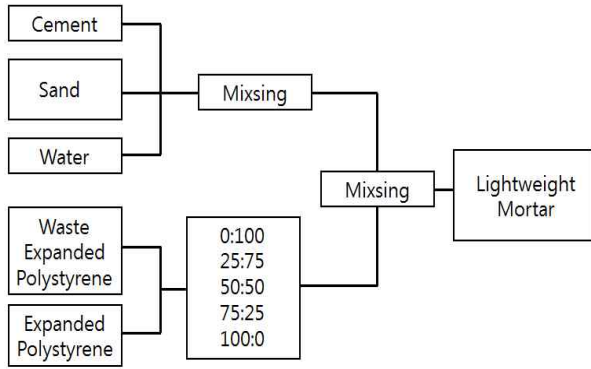 Cement
Sand
Water
Mixsing
Waste
Expanded
Polystyrene
Expanded
Polystyrene
0:100
25:75
50:50
75:25
100:0
Mixsing
Lightweight
Mortar